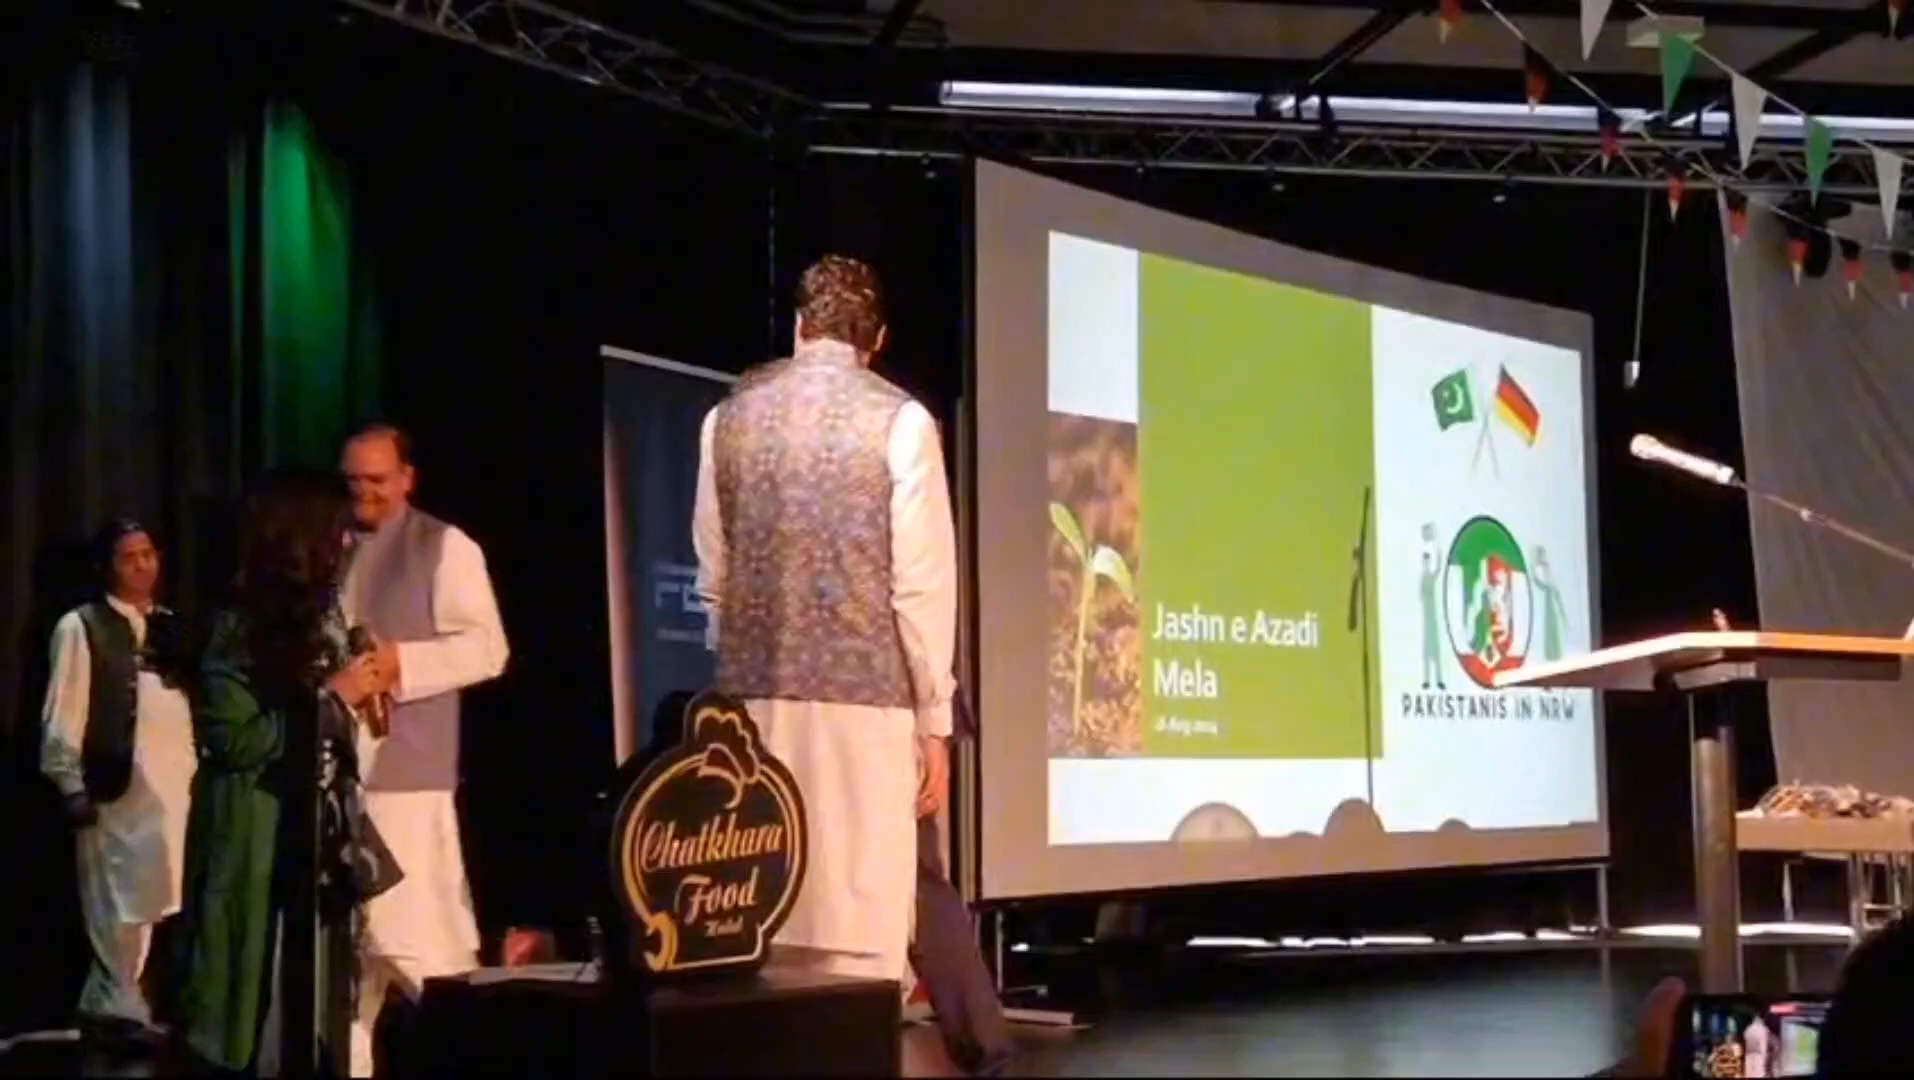 Jashn e Azadi
Mela
PAKISTANIS IN NRW
Chatkhara
Food